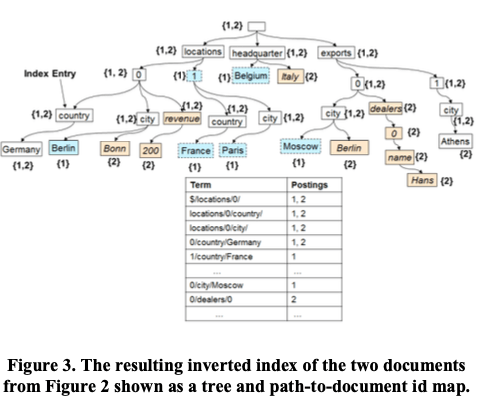 {1,2}
{1,2} locations headquarter {1,2} exports {1,2}
Index Entry {1, 2} 0 {1} 1 {1} Belgium Italy {2} 0 {1,2} 1 {1,2}
{1,2} country {1,2} city revenue {1,2} country {1,2} city {1,2} city {1,2} dealers {2} city {1,2}
Germany Berlin Bonn 200 France Paris Moscow Berlin 0 {2} Athens
{1,2} {1} {2} {2} {1} {1} {1} {2} name {2} {2}
Hans {2}
Term Postings
$/locations/0/ 1, 2
locations/0/country/ 1, 2
locations/0/city/ 1, 2
0/country/Germany 1, 2
1/country/France 1
... ...
0/city/Moscow 1
0/dealers/0 2
... ...
Figure 3. The resulting inverted index of the two documents
from Figure 2 shown as a tree and path-to-document id map.